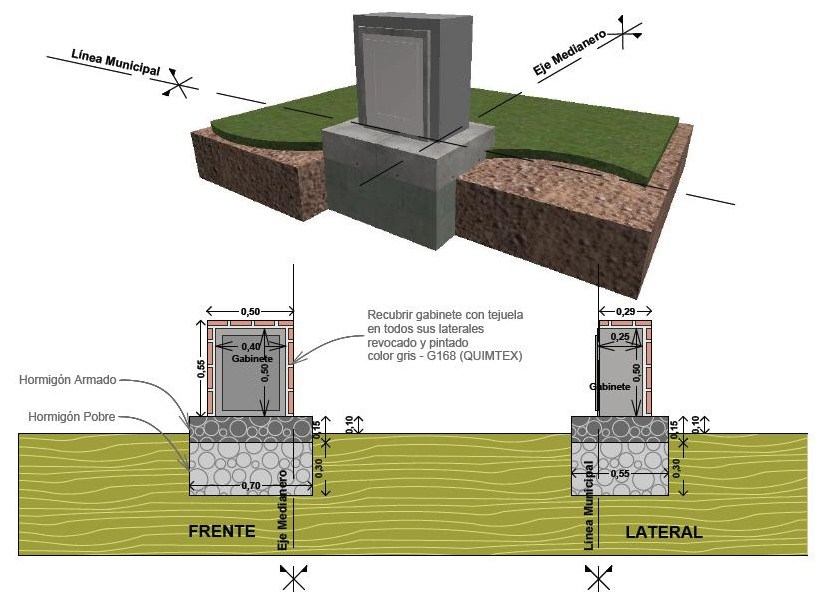 Línea Municipal
Eje Medianero
0,50
0,55
0,40
Gabinete
0,50
Recubrir gabinete con tejuela
en todos sus laterales
revocado y pintado
color gris - G168 (QUIMTEX)
Hormigón Armado
Hormigón Pobre
0,15
0,10
0,30
0,70
Eje Medianero
FRENTE
0,29
0,25
0,50
Gabinete
0,15
0,10
0,30
0,55
Línea Municipal
LATERAL